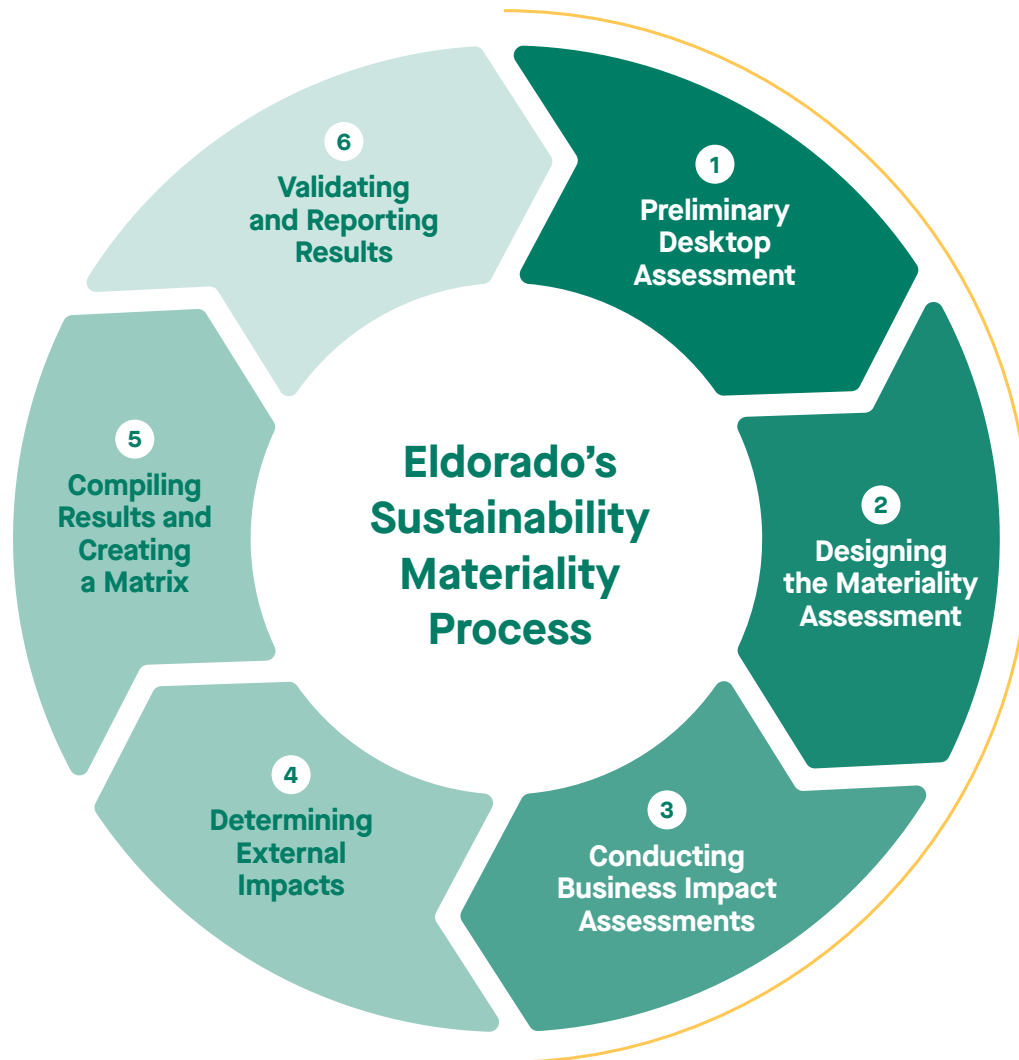 Eldorado's
Sustainability
Materiality
Process
1
Preliminary
Desktop
Assessment
2
Designing
the Materiality
Assessment
3
Conducting
Business Impact
Assessments
4
Determining
External
Impacts
5
Compiling
Results and
Creating
a Matrix
6
Validating
and Reporting
Results